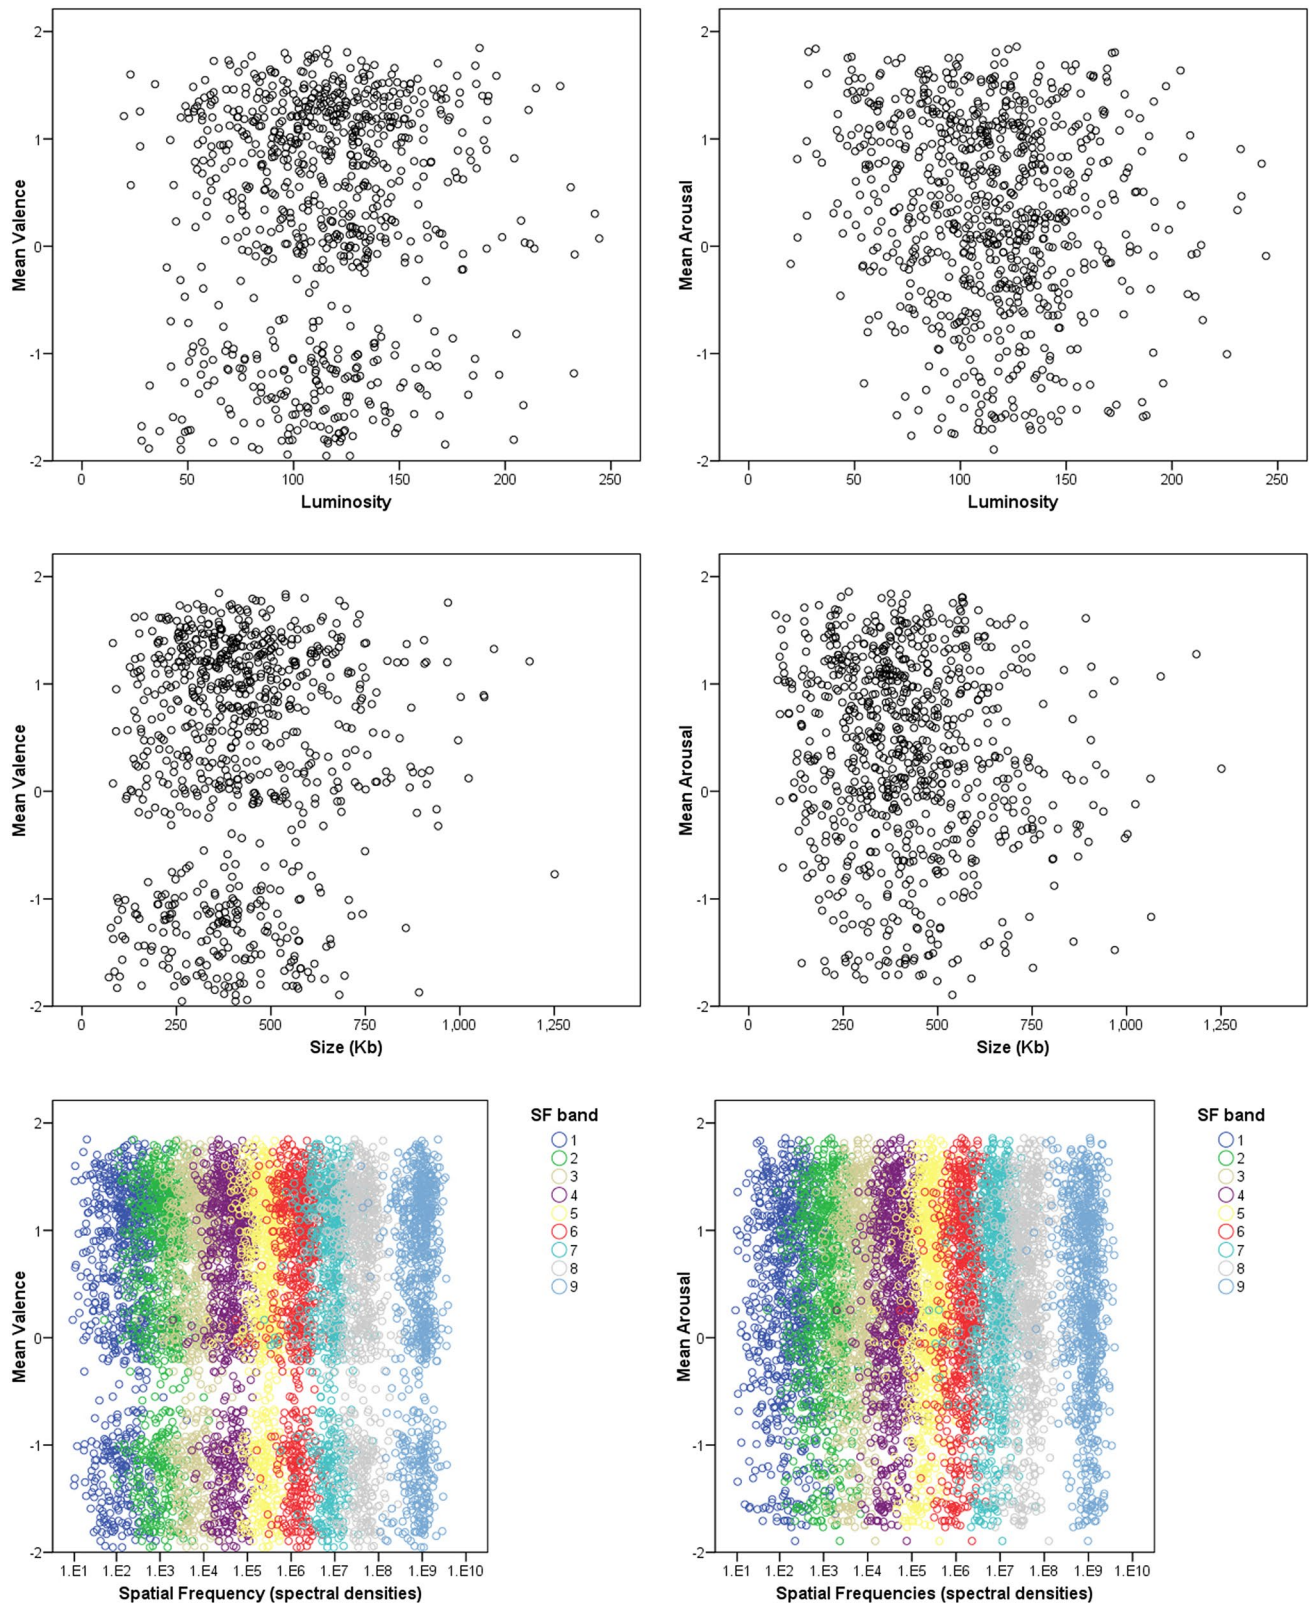 2
1
0
-1
-2
Mean Valence
0 50 100 150 200 250
Luminosity
2
1
0
-1
-2
Mean Arousal
0 50 100 150 200 250
Luminosity
2
1
0
-1
-2
Mean Valence
0 250 500 750 1,000 1,250
Size (Kb)
2
1
0
-1
-2
Mean Arousal
0 250 500 750 1,000 1,250
Size (Kb)
2
1
0
-1
-2
Mean Valence
1.E1 1.E2 1.E3 1.E4 1.E5 1.E6 1.E7 1.E8 1.E9 1.E10
Spatial Frequency (spectral densities)
SF band
1
2
3
4
5
6
7
8
9
2
1
0
-1
-2
Mean Arousal
1.E1 1.E2 1.E3 1.E4 1.E5 1.E6 1.E7 1.E8 1.E9 1.E10
Spatial Frequencies (spectral densities)
SF band
1
2
3
4
5
6
7
8
9